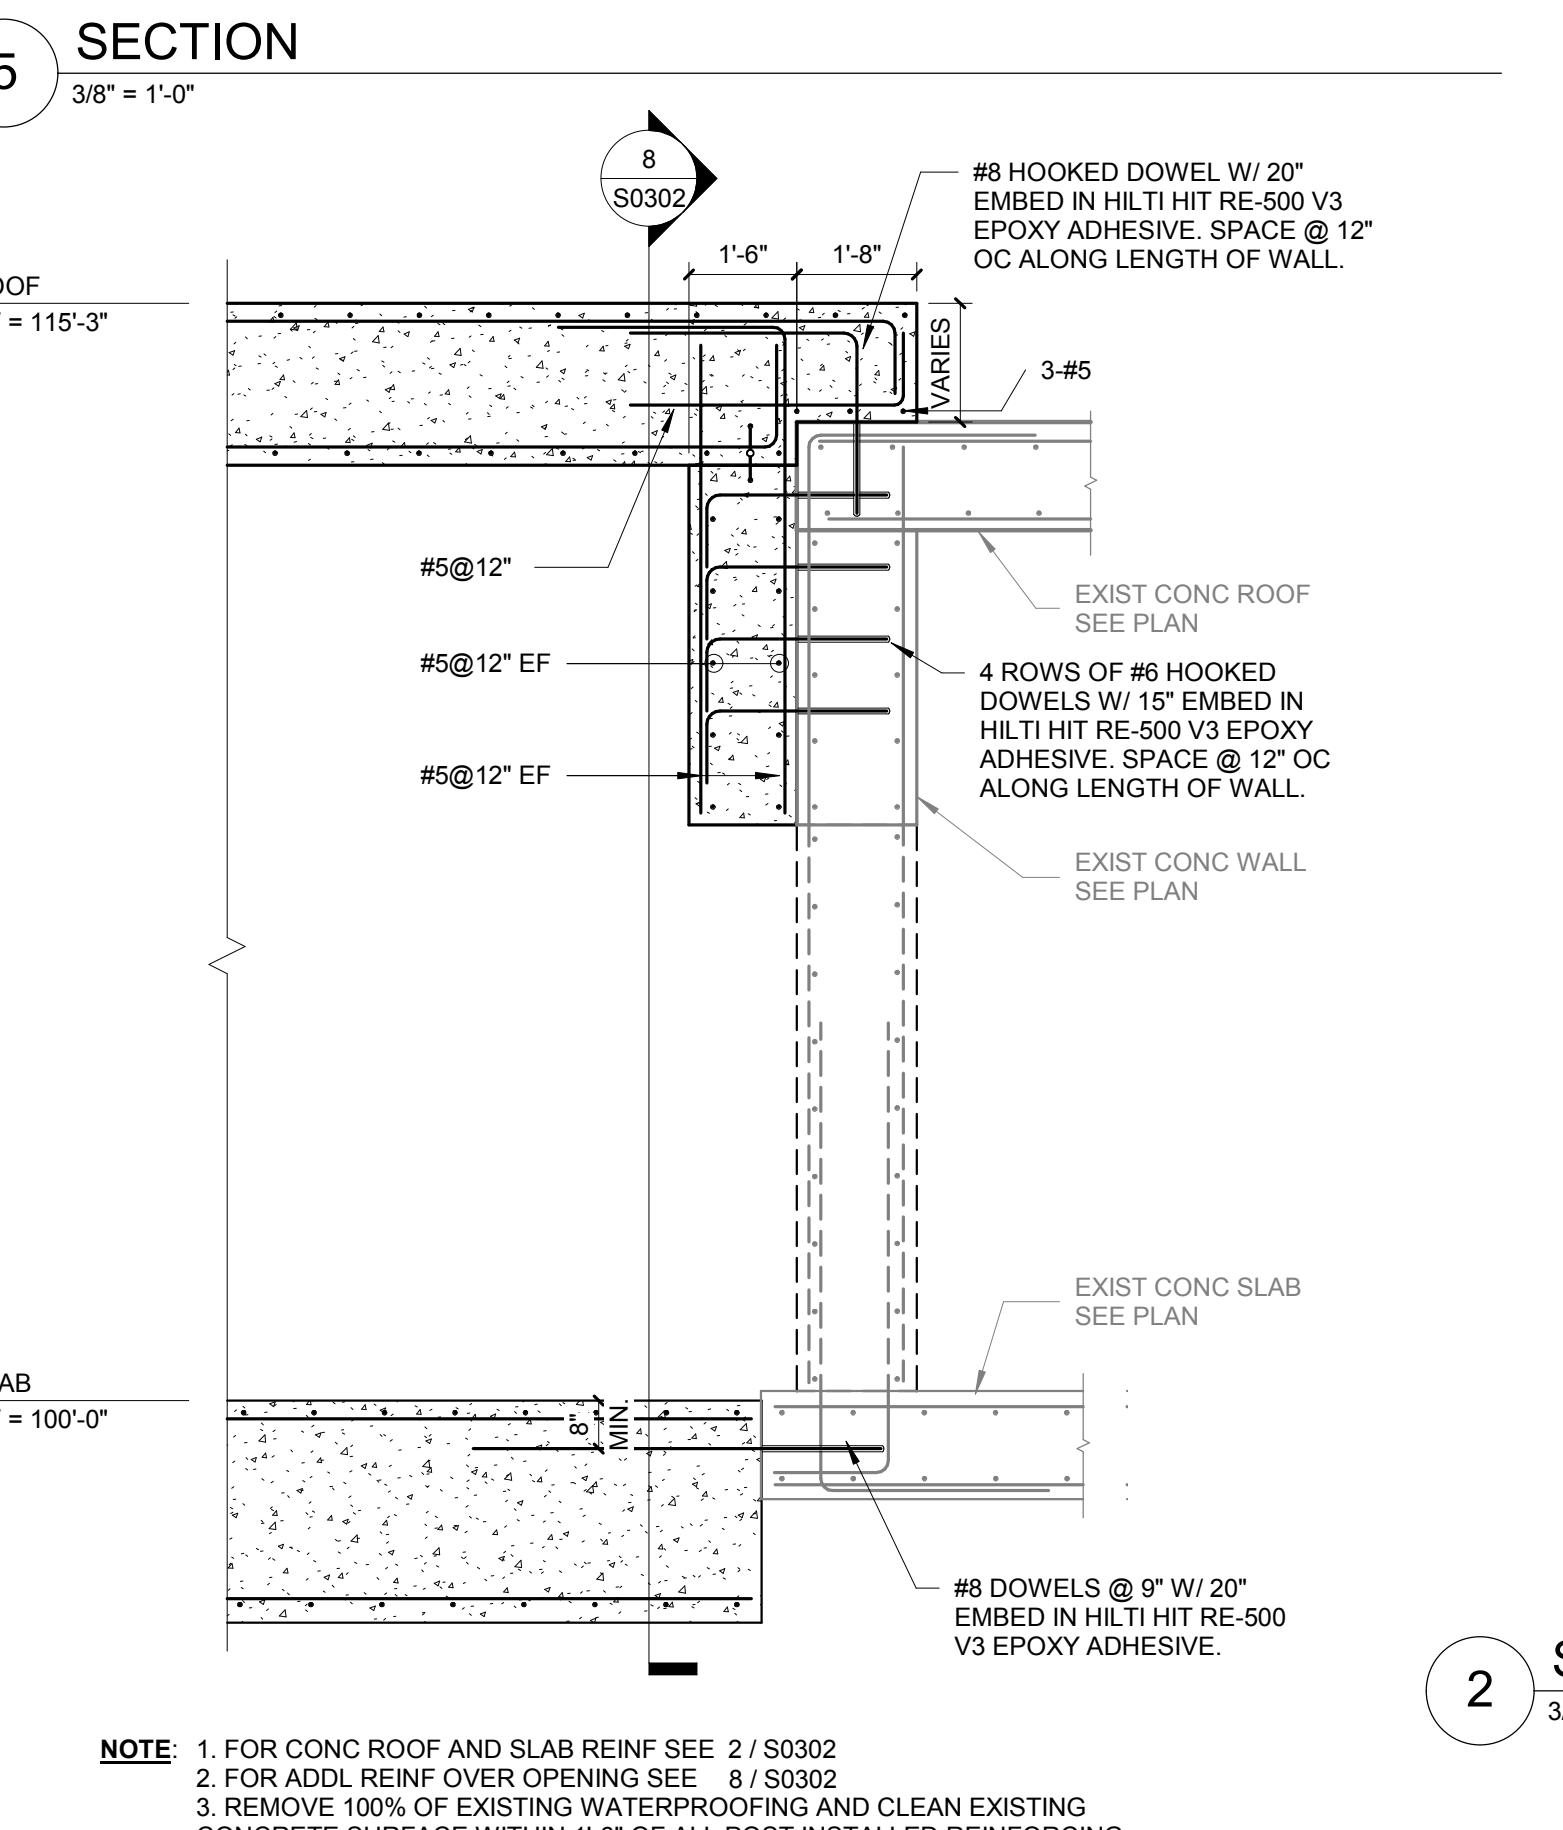 5
SECTION
3/8" = 1'-0"
8
S0302
#8 HOOKED DOWEL W/ 20"
EMBED IN HILTI HIT RE-500 V3
EPOXY ADHESIVE. SPACE @ 12"
OC ALONG LENGTH OF WALL.
1'-6"
1'-8"
= 115'-3"
VARIES
3-#5
#5@12"
EXIST CONC ROOF
SEE PLAN
#5@12" EF
4 ROWS OF #6 HOOKED
DOWELS W/ 15" EMBED IN
HILTI HIT RE-500 V3 EPOXY
ADHESIVE. SPACE @ 12" OC
ALONG LENGTH OF WALL.
#5@12" EF
EXIST CONC WALL
SEE PLAN
EXIST CONC SLAB
SEE PLAN
= 100'-0"
8"
MIN.
#8 DOWELS @ 9" W/ 20"
EMBED IN HILTI HIT RE-500
V3 EPOXY ADHESIVE.
2
NOTE: 1. FOR CONC ROOF AND SLAB REINF SEE 2 / S0302
2. FOR ADDL REINF OVER OPENING SEE 8 / S0302
3. REMOVE 100% OF EXISTING WATERPROOFING AND CLEAN EXISTING